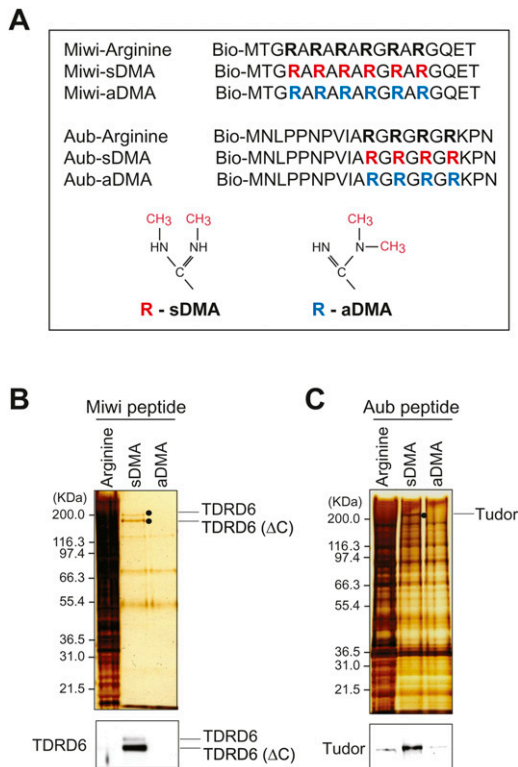 A
Miwi-Arginine Bio-MTGRARARARGRARGQET
Miwi-sDMA Bio-MTGRARARARGRARGQET
Miwi-aDMA Bio-MTGRARARARGRARGQET
Aub-Arginine Bio-MNLPPNPVIARGRGRGRKPN
Aub-sDMA Bio-MNLPPNPVIARGRGRGRKPN
Aub-aDMA Bio-MNLPPNPVIARGRGRGRKPN
CH3 CH3 CH3
HN NH HN N CH3
C C
R - sDMA R - aDMA
B
Miwi peptide
Arginine sDMA aDMA
(KDa)
200.0
116.3
97.4
66.3
55.4
36.5
31.0
21.5
TDRD6
TDRD6 (ΔC)
TDRD6
TDRD6
TDRD6 (ΔC)
C
Aub peptide
Arginine sDMA aDMA
(KDa)
200.0
116.3
97.4
66.3
55.4
36.5
31.0
21.5
Tudor
Tudor